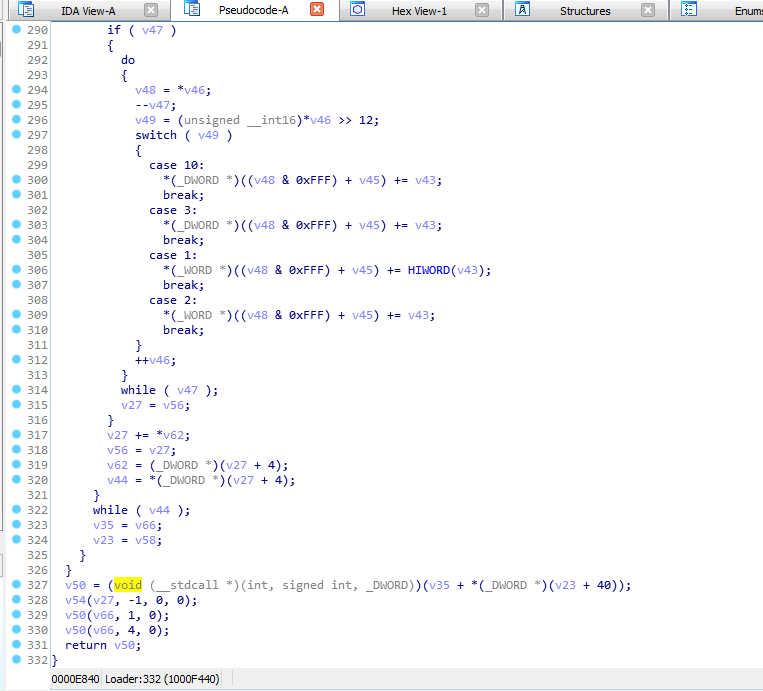 IDA View-A Pseudocode-A Hex View-1 Structures Enums
290 if ( v47 )
291 {
292 do
293 {
294 v48 = *v46;
295 --v47;
296 v49 = (unsigned __int16)*v46 >> 12;
297 switch ( v49 )
298 {
299 case 10:
300 *(_DWORD *)((v48 & 0xFFF) + v45) += v43;
301 break;
302 case 3:
303 *(_DWORD *)((v48 & 0xFFF) + v45) += v43;
304 break;
305 case 1:
306 *(_WORD *)((v48 & 0xFFF) + v45) += HIWORD(v43);
307 break;
308 case 2:
309 *(_WORD *)((v48 & 0xFFF) + v45) += v43;
310 break;
311 }
312 ++v46;
313 }
314 while ( v47 );
315 v27 = v56;
316 }
317 v27 += *v62;
318 v56 = v27;
319 v62 = (_DWORD *)(v27 + 4);
320 v44 = *(_DWORD *)(v27 + 4);
321 }
322 while ( v44 );
323 v35 = v66;
324 v23 = v58;
325 }
326 }
327 v50 = (void (__stdcall *)(int, signed int, _DWORD))(v35 + *(_DWORD *)(v23 + 40));
328 v54(v27, -1, 0, 0);
329 v50(v66, 1, 0);
330 v50(v66, 4, 0);
331 return v50;
332 }
0000E840 Loader:332 (1000F440)